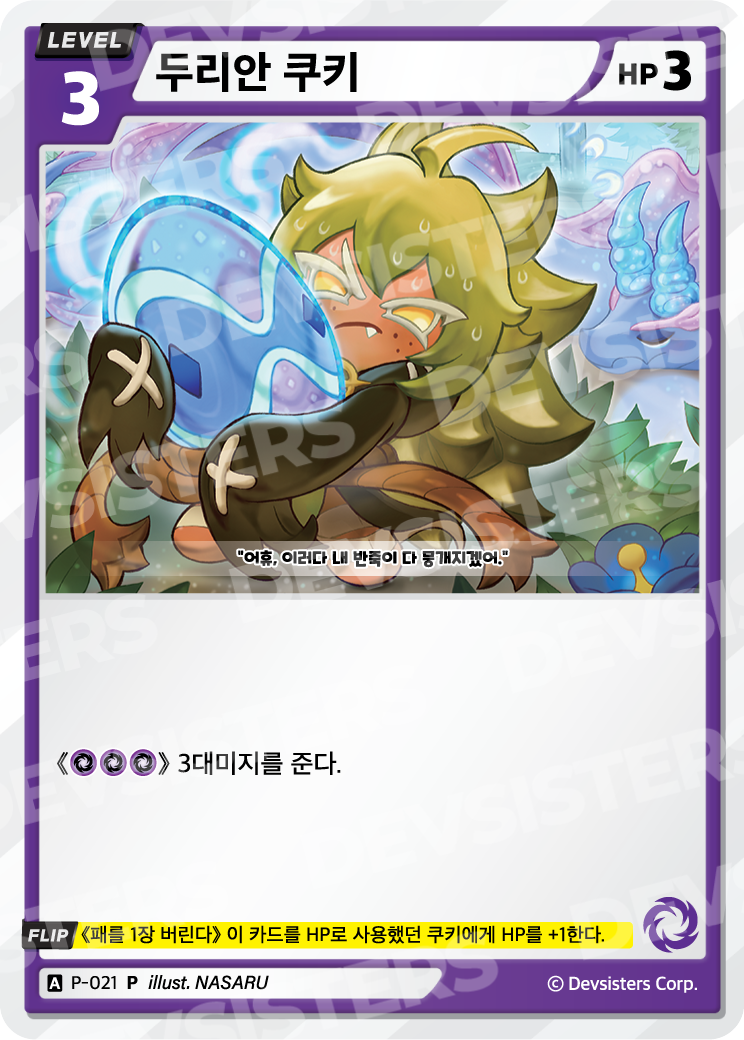 LEVEL
3
두리안 쿠키
HP 3
"어휴, 이러다 내 반죽이 다 뭉개지겠어."
《》 3대미지를 준다.
FLIP 《패를 1장 버린다》 이 카드를 HP로 사용했던 쿠키에게 HP를 +1한다.
A P-021 P illust. NASARU
© Devsisters Corp.
DEVSISTERS